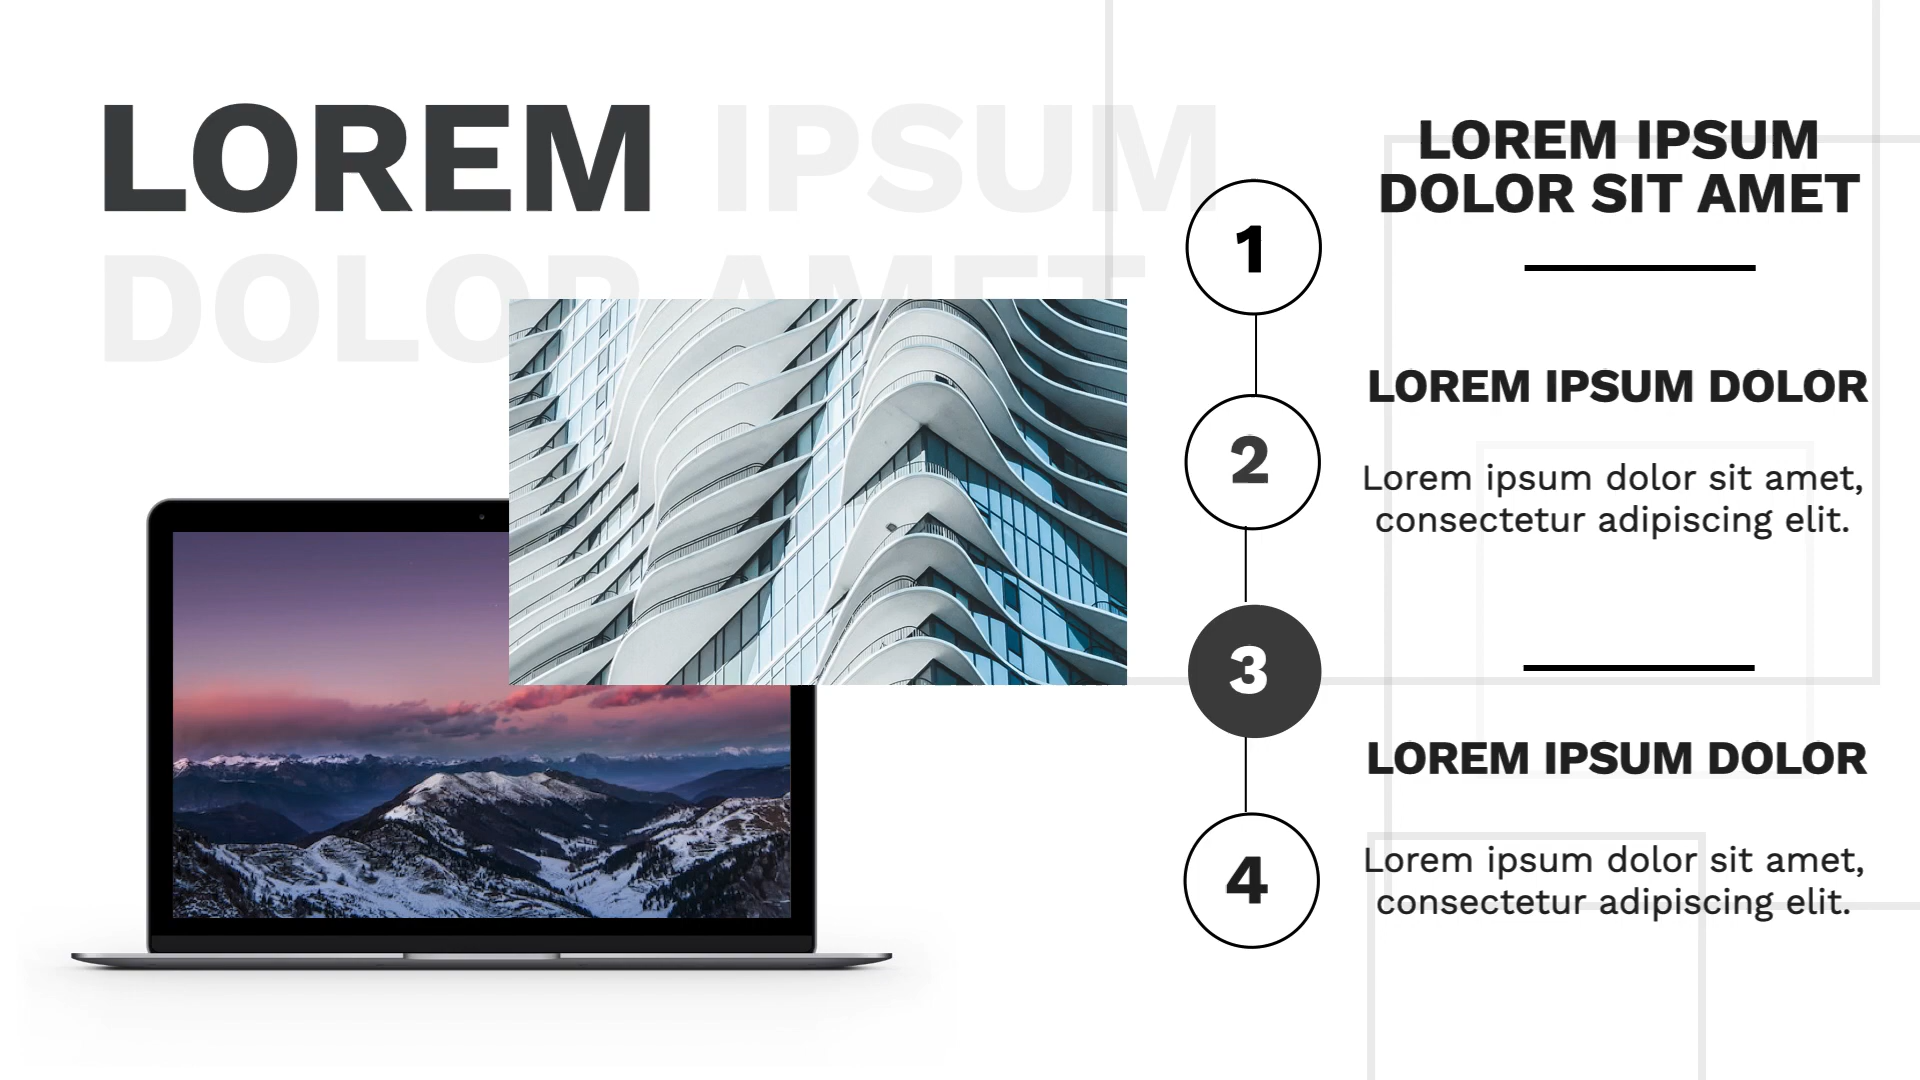 LOREM IPSUM
DOLOR AMET
1
LOREM IPSUM
DOLOR SIT AMET
2
LOREM IPSUM DOLOR
Lorem ipsum dolor sit amet,
consectetur adipiscing elit.
3
4
LOREM IPSUM DOLOR
Lorem ipsum dolor sit amet,
consectetur adipiscing elit.